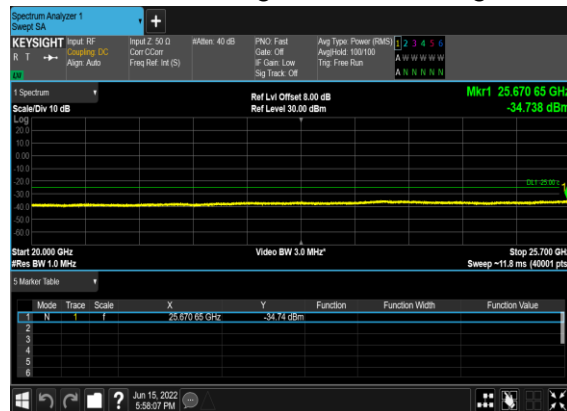 Spectrum Analyzer 1
Swept SA
+
KEYSIGHT Input: RF Input Z: 50 Ω #Atten: 40 dB PNO: Fast Avg Type: Power (RMS) 1 2 3 4 5 6
R T Coupling: DC Corr CCorr Gate: Off Avg|Hold: 100/100 A W W W W W
Align: Auto Freq Ref: Int (S) IF Gain: Low Trig: Free Run A N N N N N
Sig Track: Off
1 Spectrum Ref Lvl Offset 8.00 dB Mkr1 25.670 65 GHz
Scale/Div 10 dB Ref Level 30.00 dBm -34.738 dBm
Log
20.0
10.0
0.00
-10.0
-20.0
-30.0
-40.0
-50.0
-60.0
1
Start 20.000 GHz Video BW 3.0 MHz* Stop 25.700 GHz
#Res BW 1.0 MHz Sweep ~11.8 ms (40001 pts)
5 Marker Table
Mode Trace Scale X Y Function Function Width Function Value
1 N 1 f 25.670 65 GHz -34.74 dBm
2
3
4
5
6
? Jun 15, 2022
5:58:07 PM